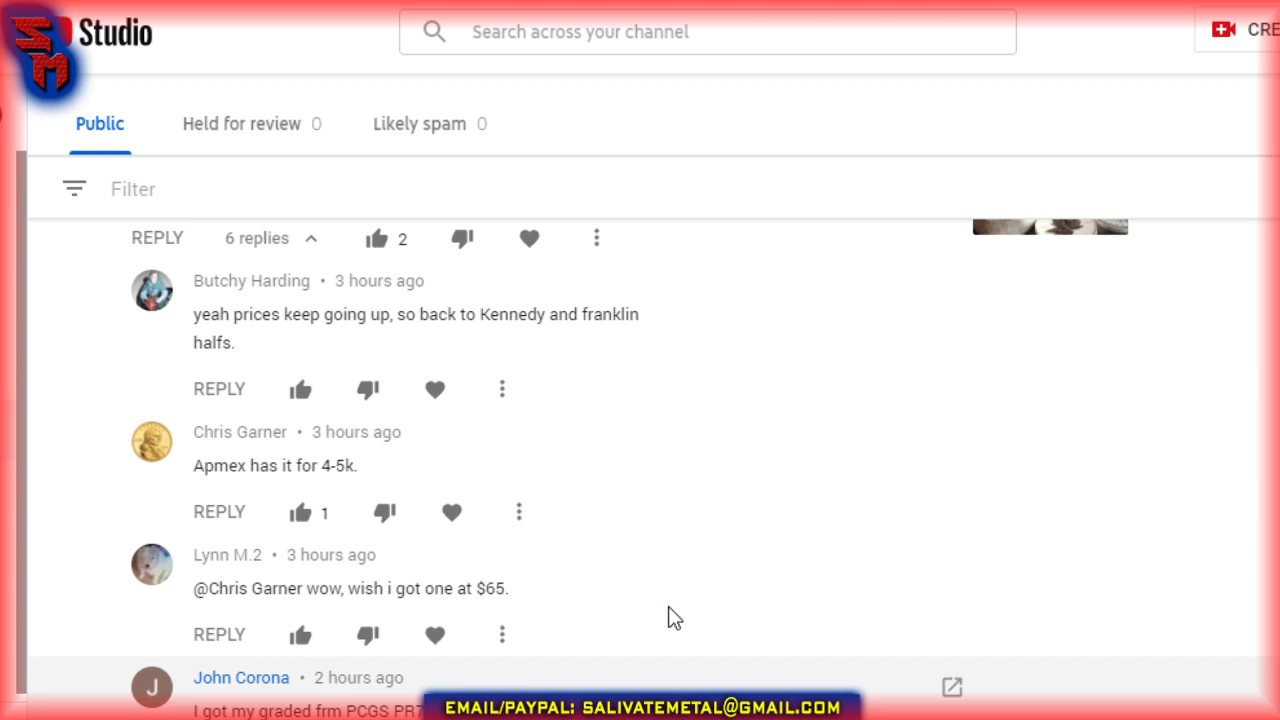 SM
Studio
Search across your channel
CRE
Public
Held for review 0
Likely spam 0
Filter
REPLY 6 replies 2
Butchy Harding • 3 hours ago
yeah prices keep going up, so back to Kennedy and franklin
halfs.
REPLY
Chris Garner • 3 hours ago
Apmex has it for 4-5k.
REPLY 1
Lynn M.2 • 3 hours ago
@Chris Garner wow, wish i got one at $65.
REPLY
J
John Corona • 2 hours ago
I got my graded frm PCGS PR7
EMAIL/PAYPAL: SALIVATEMETAL@GMAIL.COM